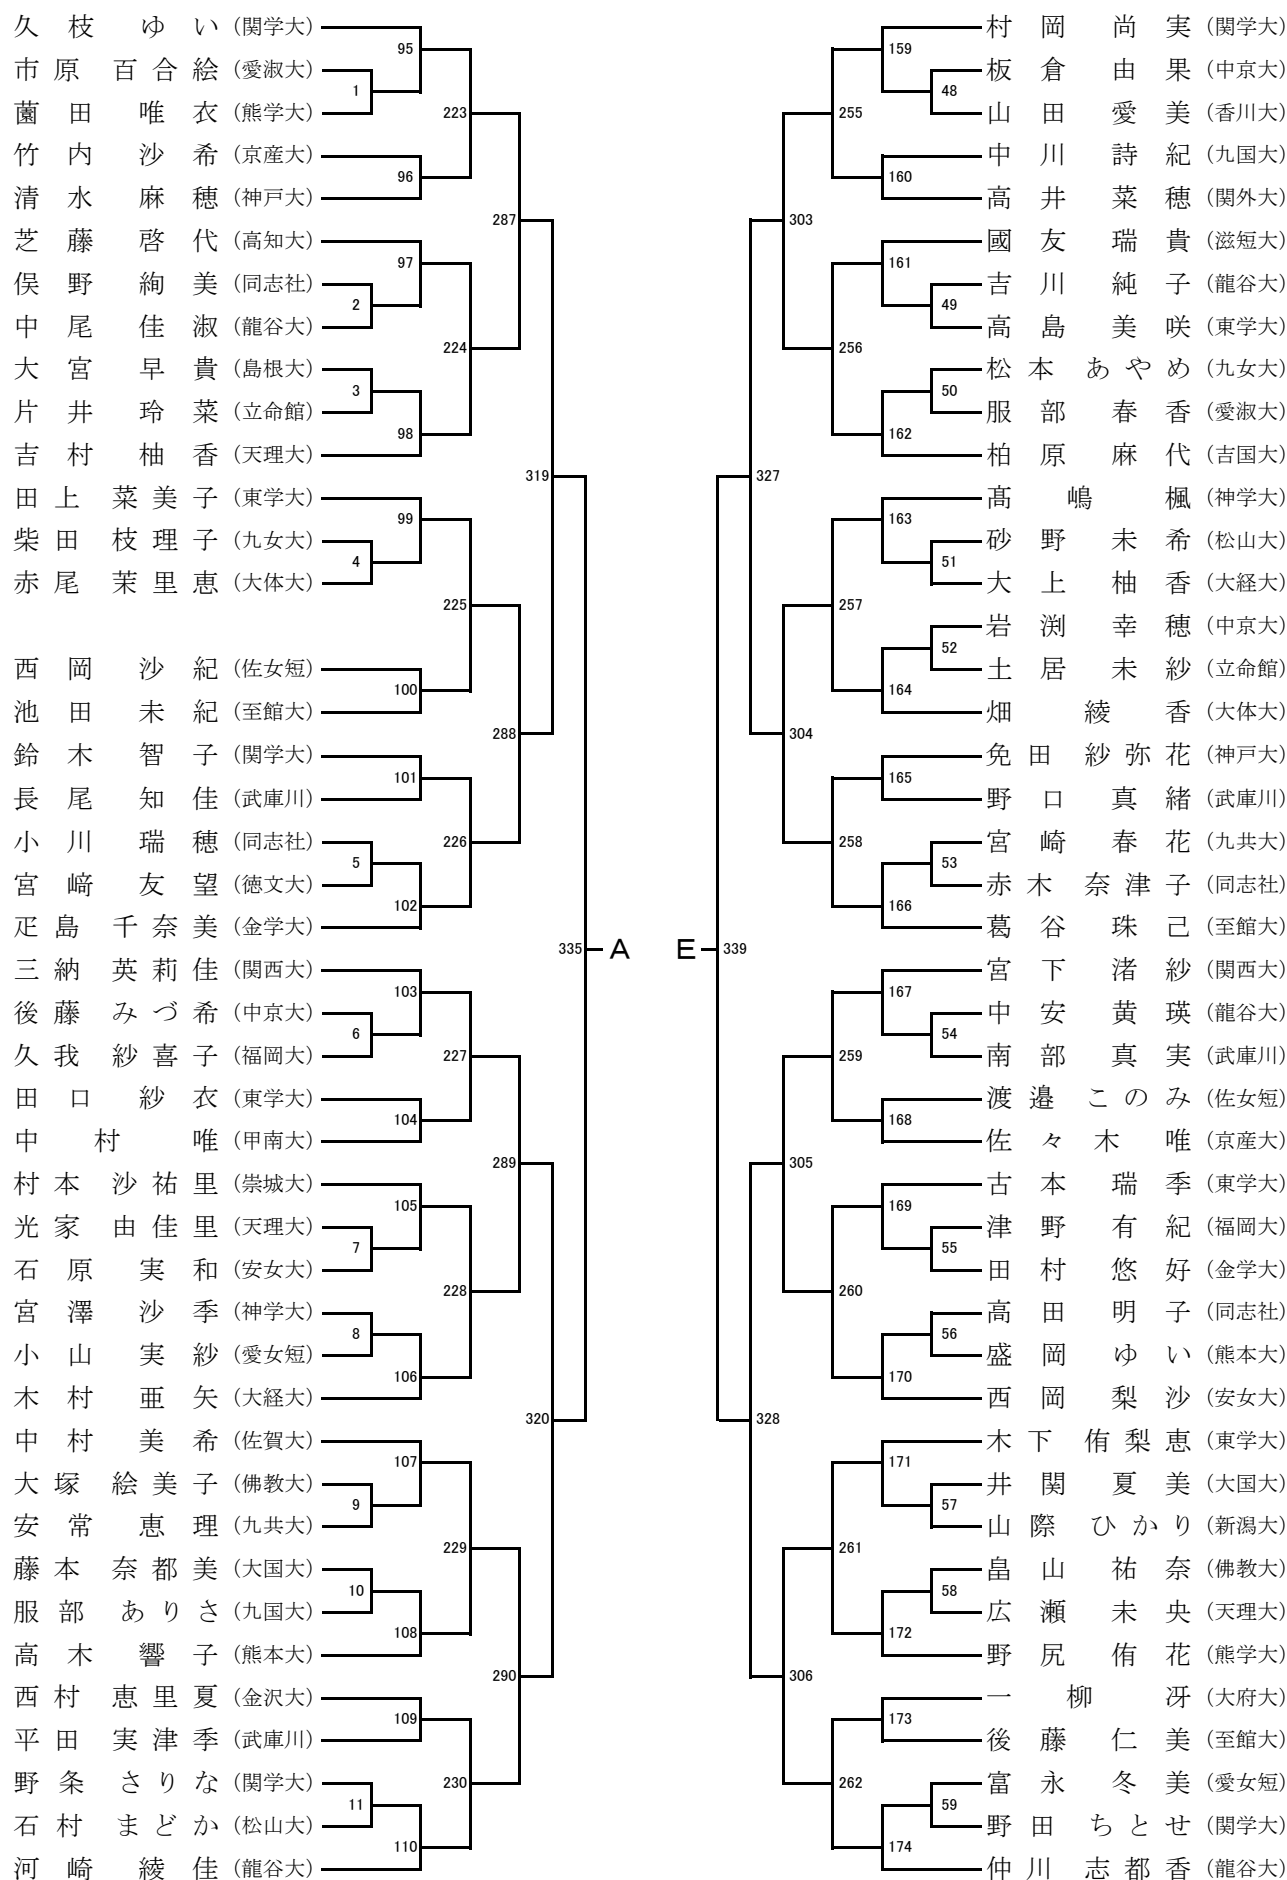 久枝 ゆい (関学大)
市原 百合絵 (愛淑大)
薗田 唯衣 (熊学大)
竹内 沙希 (京産大)
清水 麻穂 (神戸大)
芝藤 啓代 (高知大)
俣野 絢美 (同志社)
中尾 佳淑 (龍谷大)
大宮 早貴 (島根大)
片井 玲菜 (立命館)
吉村 柚香 (天理大)
田上 菜美子 (東学大)
柴田 枝理子 (九女大)
赤尾 茉里恵 (大体大)
西岡 沙紀 (佐女短)
池田 未紀 (至館大)
鈴木 智子 (関学大)
長尾 知佳 (武庫川)
小川 瑞穂 (同志社)
宮﨑 友望 (徳文大)
疋島 千奈美 (金学大)
三納 英莉佳 (関西大)
後藤 みづ希 (中京大)
久我 紗喜子 (福岡大)
田口 紗衣 (東学大)
中村 唯 (甲南大)
村本 沙祐里 (崇城大)
光家 由佳里 (天理大)
石原 実和 (安女大)
宮澤 沙季 (神学大)
小山 実紗 (愛女短)
木村 亜矢 (大経大)
中村 美希 (佐賀大)
大塚 絵美子 (佛教大)
安常 恵理 (九共大)
藤本 奈都美 (大国大)
服部 ありさ (九国大)
高木 響子 (熊本大)
西村 恵里夏 (金沢大)
平田 実津季 (武庫川)
野条 さりな (関学大)
石村 まどか (松山大)
河崎 綾佳 (龍谷大)
1
2
3
4
5
6
7
8
9
10
11
95
96
97
98
99
100
101
102
103
104
105
106
107
108
109
110
223
224
225
226
227
228
229
230
287
288
289
290
319
320
335
A
E
339
327
328
303
304
305
306
255
256
257
258
259
260
261
262
159
160
161
162
163
164
165
166
167
168
169
170
171
172
173
174
48
49
50
51
52
53
54
55
56
57
58
59
村岡 尚実 (関学大)
板倉 由果 (中京大)
山田 愛美 (香川大)
中川 詩紀 (九国大)
高井 菜穂 (関外大)
國友 瑞貴 (滋短大)
吉川 純子 (龍谷大)
高島 美咲 (東学大)
松本 あやめ (九女大)
服部 春香 (愛淑大)
柏原 麻代 (吉国大)
髙嶋 楓 (神学大)
砂野 未希 (松山大)
大上 柚香 (大経大)
岩渕 幸穂 (中京大)
土居 未紗 (立命館)
畑 綾香 (大体大)
免田 紗弥花 (神戸大)
野口 真緒 (武庫川)
宮崎 春花 (九共大)
赤木 奈津子 (同志社)
葛谷 珠己 (至館大)
宮下 渚紗 (関西大)
中安 黄瑛 (龍谷大)
南部 真実 (武庫川)
渡邉 このみ (佐女短)
佐々木 唯 (京産大)
古本 瑞季 (東学大)
津野 有紀 (福岡大)
田村 悠好 (金学大)
高田 明子 (同志社)
盛岡 ゆい (熊本大)
西岡 梨沙 (安女大)
木下 侑梨恵 (東学大)
井関 夏美 (大国大)
山際 ひかり (新潟大)
畠山 祐奈 (佛教大)
広瀬 未央 (天理大)
野尻 侑花 (熊学大)
一柳 冴 (大府大)
後藤 仁美 (至館大)
富永 冬美 (愛女短)
野田 ちとせ (関学大)
仲川 志都香 (龍谷大)